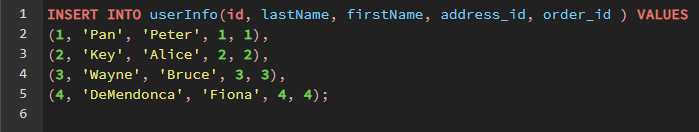 1 INSERT INTO userInfo(id, lastName, firstName, address_id, order_id ) VALUES
2 (1, 'Pan', 'Peter', 1, 1),
3 (2, 'Key', 'Alice', 2, 2),
4 (3, 'Wayne', 'Bruce', 3, 3),
5 (4, 'DeMendonca', 'Fiona', 4, 4);
6